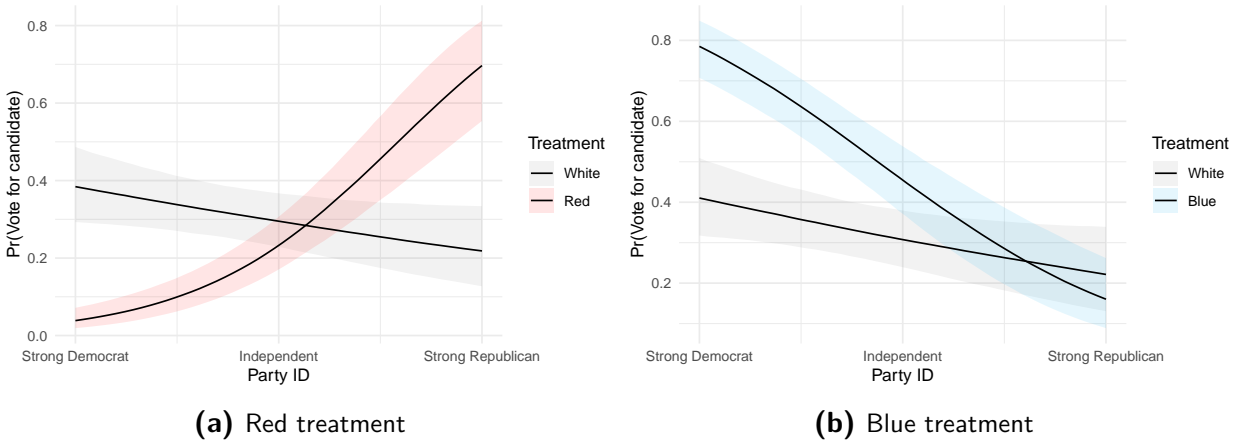 Pr(Vote for candidate)
0.8
0.6
0.4
0.2
0.0
Strong Democrat
Independent
Strong Republican
Party ID
Treatment
White
Red
(a) Red treatment
Pr(Vote for candidate)
0.8
0.6
0.4
0.2
Strong Democrat
Independent
Strong Republican
Party ID
Treatment
White
Blue
(b) Blue treatment